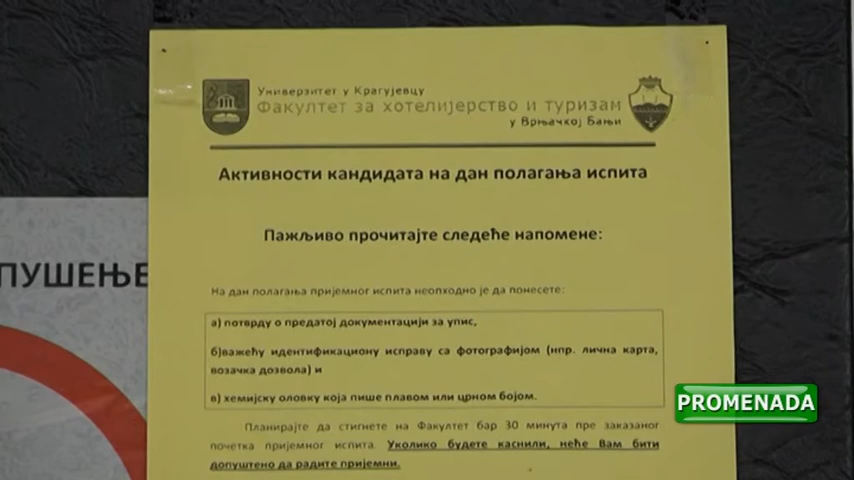 Универзитет у Крагујевцу
Факултет за хотелијерство и туризам
у Врњачкој Бањи
Активности кандидата на дан полагања испита
Пажљиво прочитајте следеће напомене:
ПУШЕЊЕ
На дан полагања пријемног испита неопходно је да понесете:
а) потврду о предатој документацији за упис,
б)важећу идентификациону исправу са фотографијом (нпр. лична карта,
возачка дозвола) и
в) хемијску оловку која пише плавом или црном бојом.
PROMENADA
Планирајте да стигнете на Факултет бар 30 минута пре заказаног
почетка пријемног испита. Уколико будете каснили, неће Вам бити
допуштено да радите пријемни.